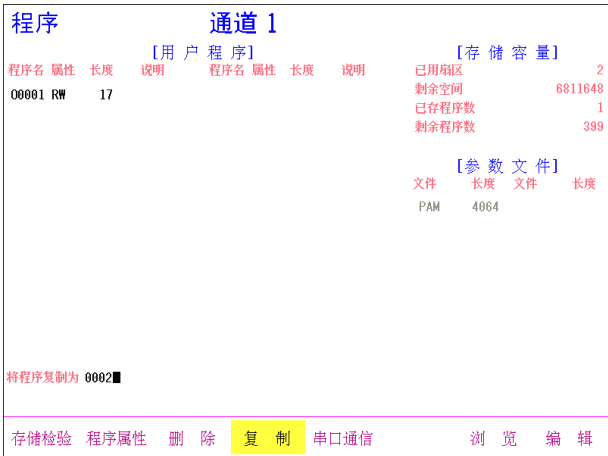 程序 通道 1
[用 户 程 序] [存 储 容 量]
程序名 属性 长度 说明 程序名 属性 长度 说明 已用扇区 2
O0001 RW 17 剩余空间 6811648
已存程序数 1
剩余程序数 399
[参 数 文 件]
文件 长度 文件 长度
PAM 4064
将程序复制为 0002
存储检验 程序属性 删 除 复 制 串口通信 浏 览 编 辑